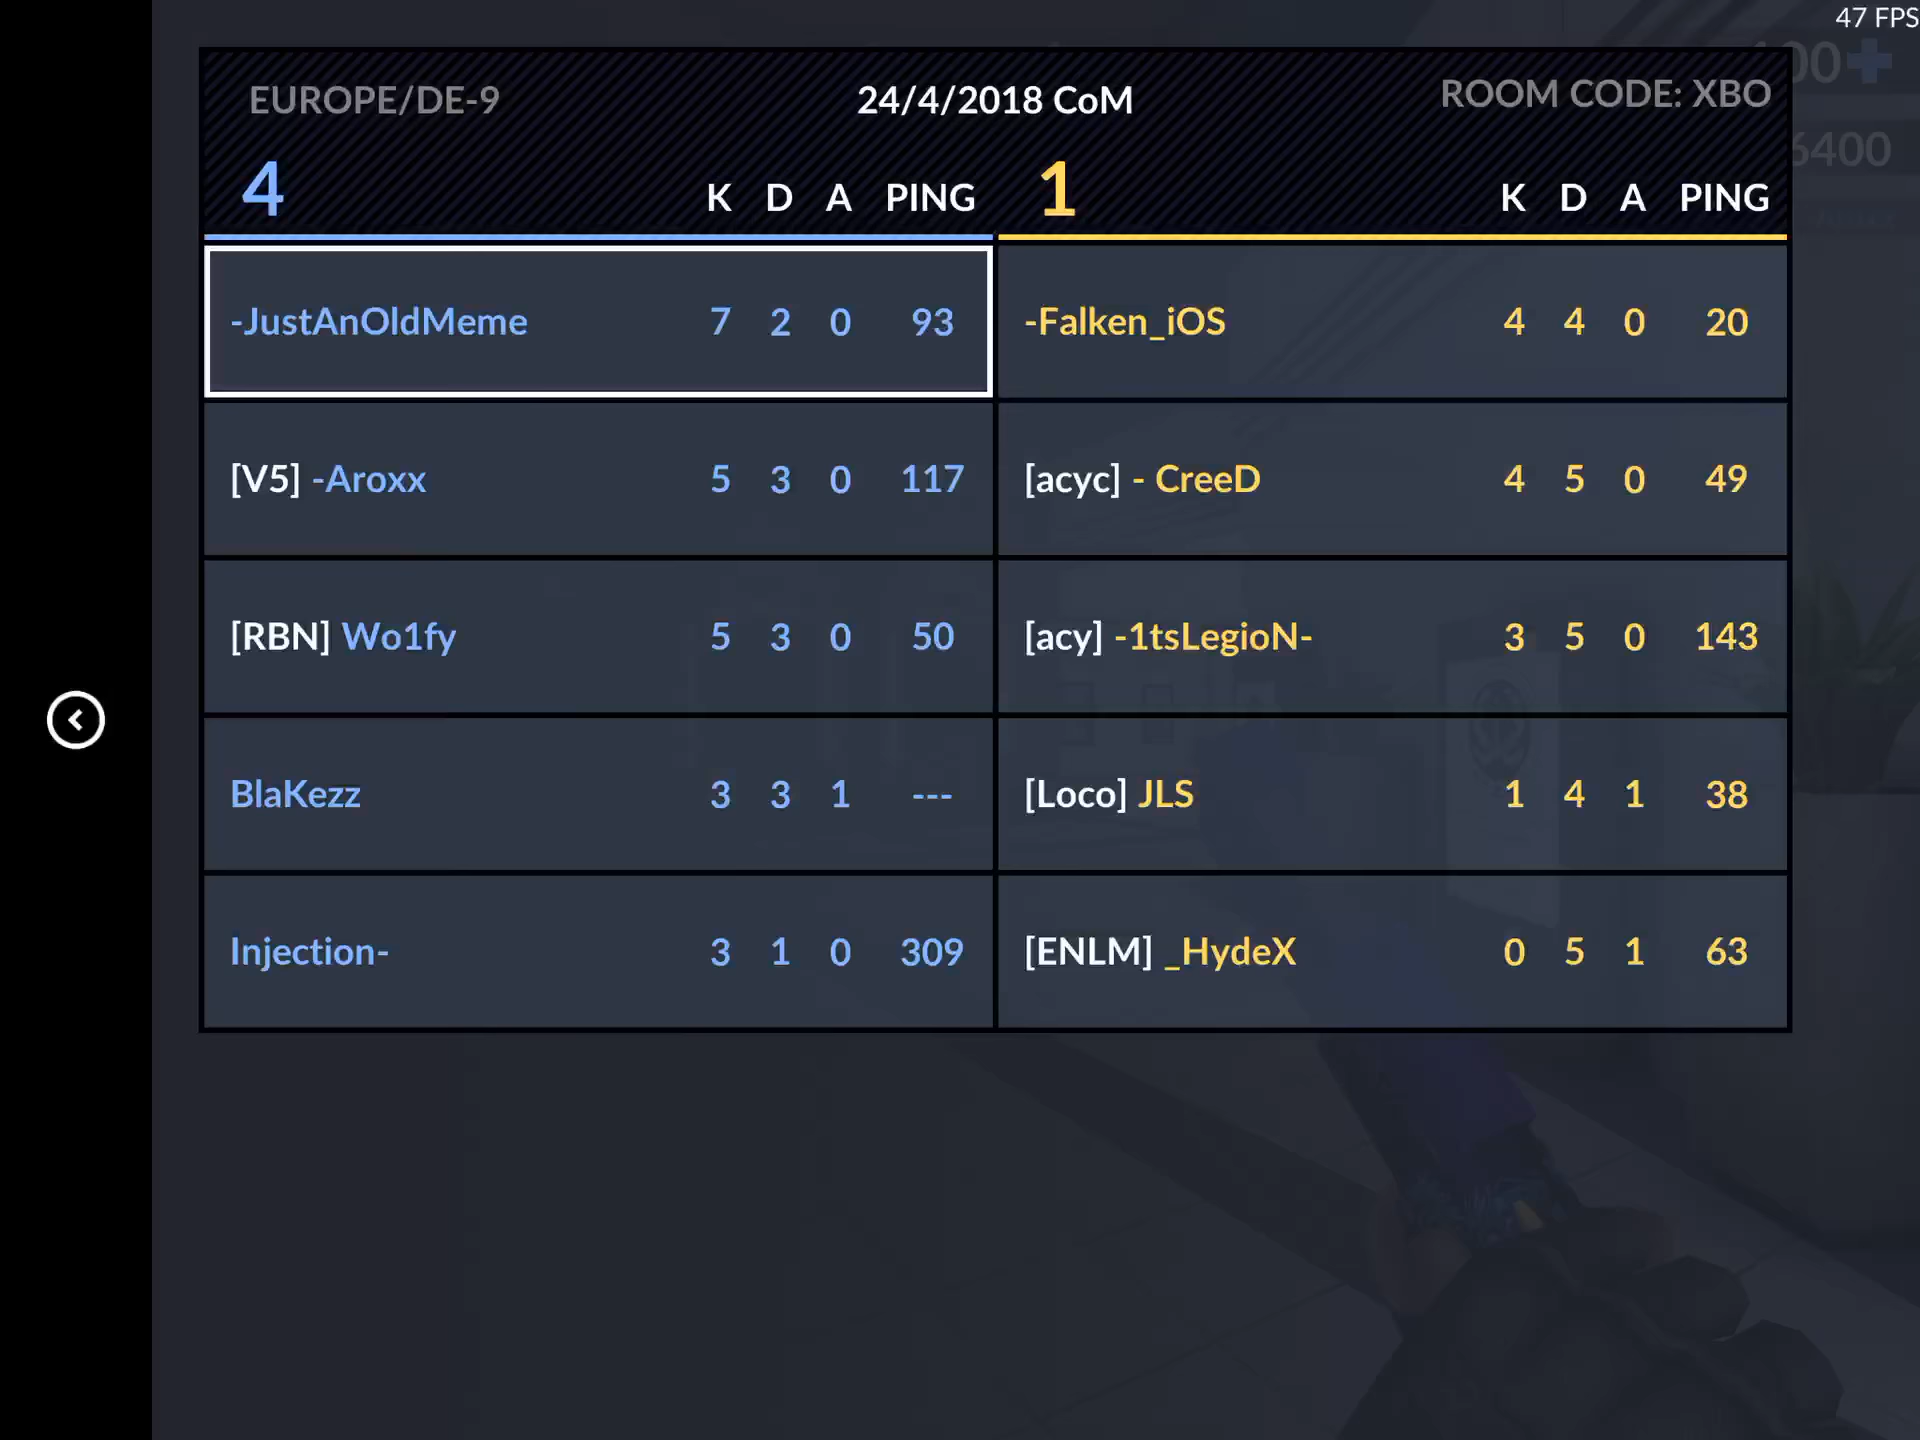 47 FPS
EUROPE/DE-9 24/4/2018 CoM ROOM CODE: XBO
4 K D A PING 1 K D A PING
-JustAnOldMeme 7 2 0 93 -Falken_iOS 4 4 0 20
[V5] -Aroxx 5 3 0 117 [acyc] - CreeD 4 5 0 49
[RBN] Wo1fy 5 3 0 50 [acy] -1tsLegioN- 3 5 0 143
BlaKezz 3 3 1 --- [Loco] JLS 1 4 1 38
Injection- 3 1 0 309 [ENLM] _HydeX 0 5 1 63